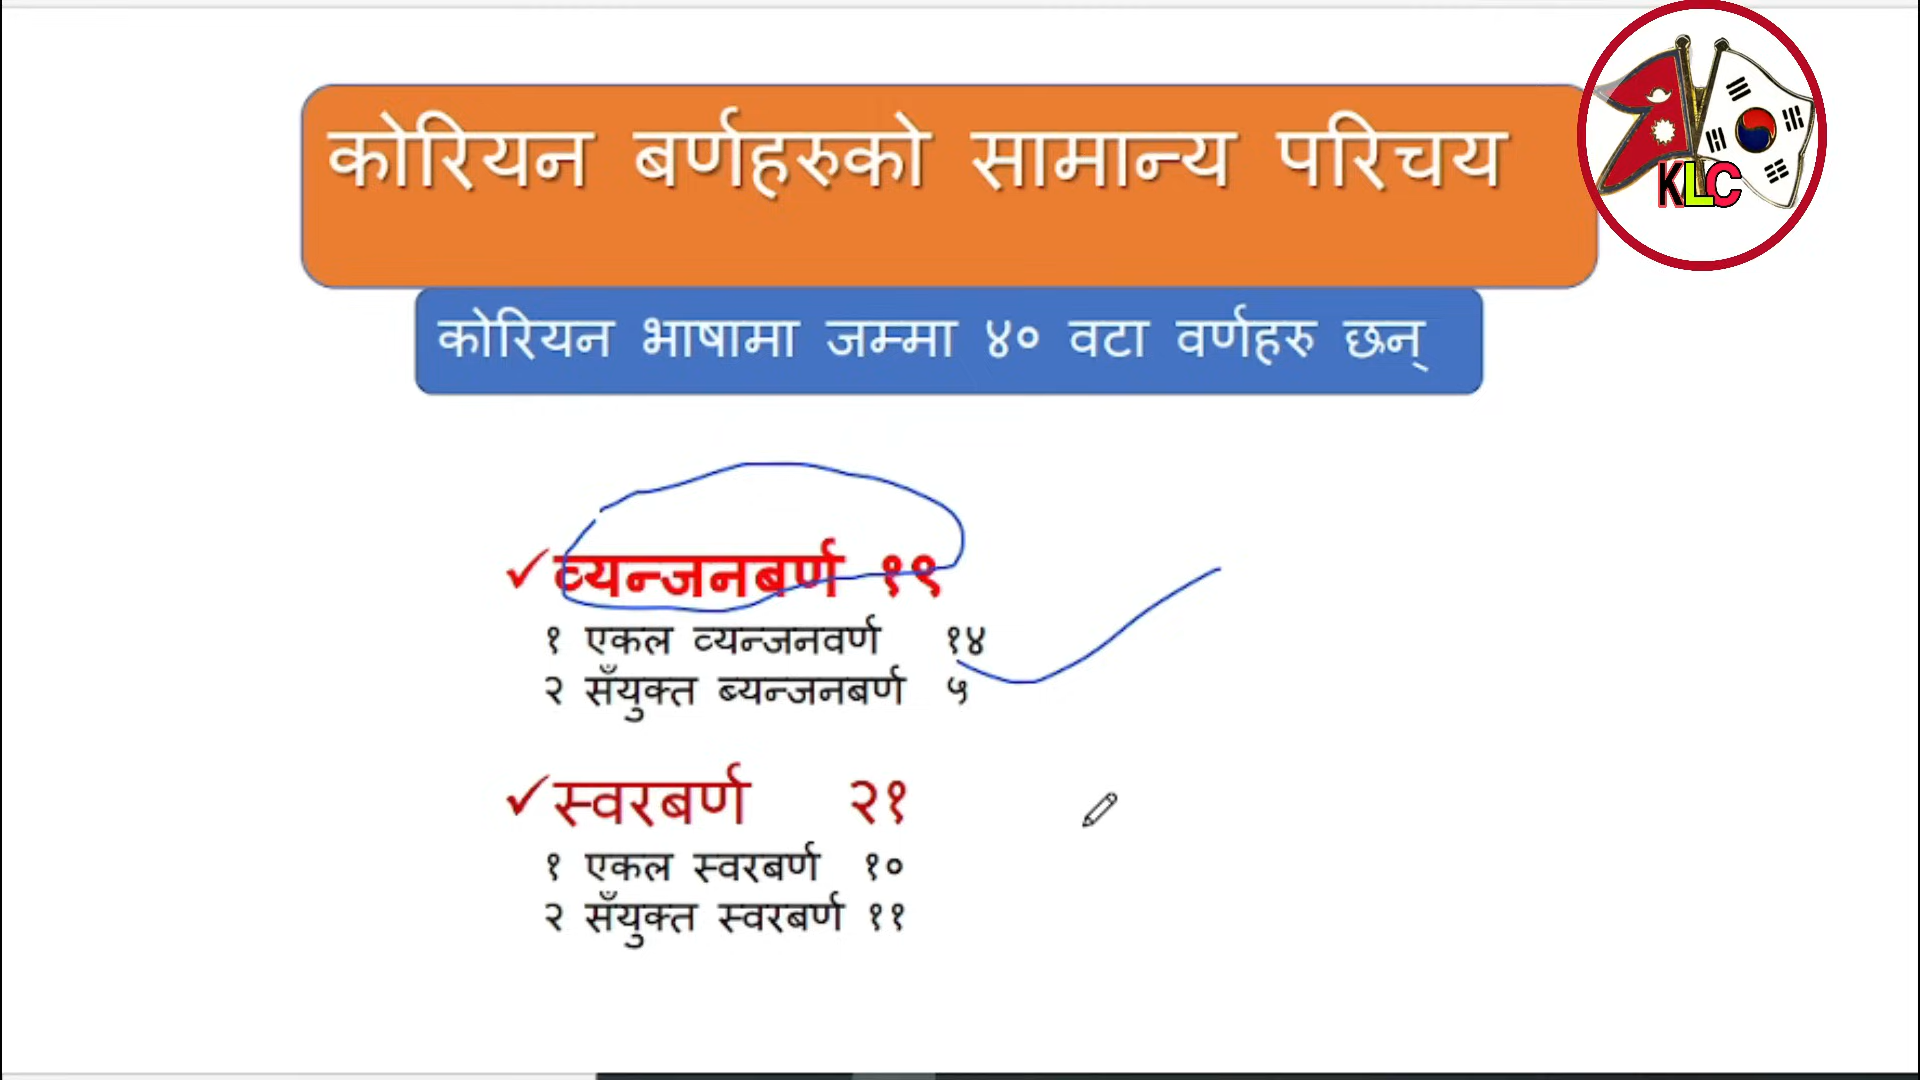 कोरियन बर्णहरुको सामान्य परिचय
KLC
कोरियन भाषामा जम्मा ४० वटा वर्णहरु छन्
✓व्यन्जनबर्ण १९
१ एकल व्यन्जनवर्ण १४
२ सँयुक्त ब्यन्जनबर्ण ५
✓स्वरबर्ण २१
१ एकल स्वरबर्ण १०
२ सँयुक्त स्वरबर्ण ११